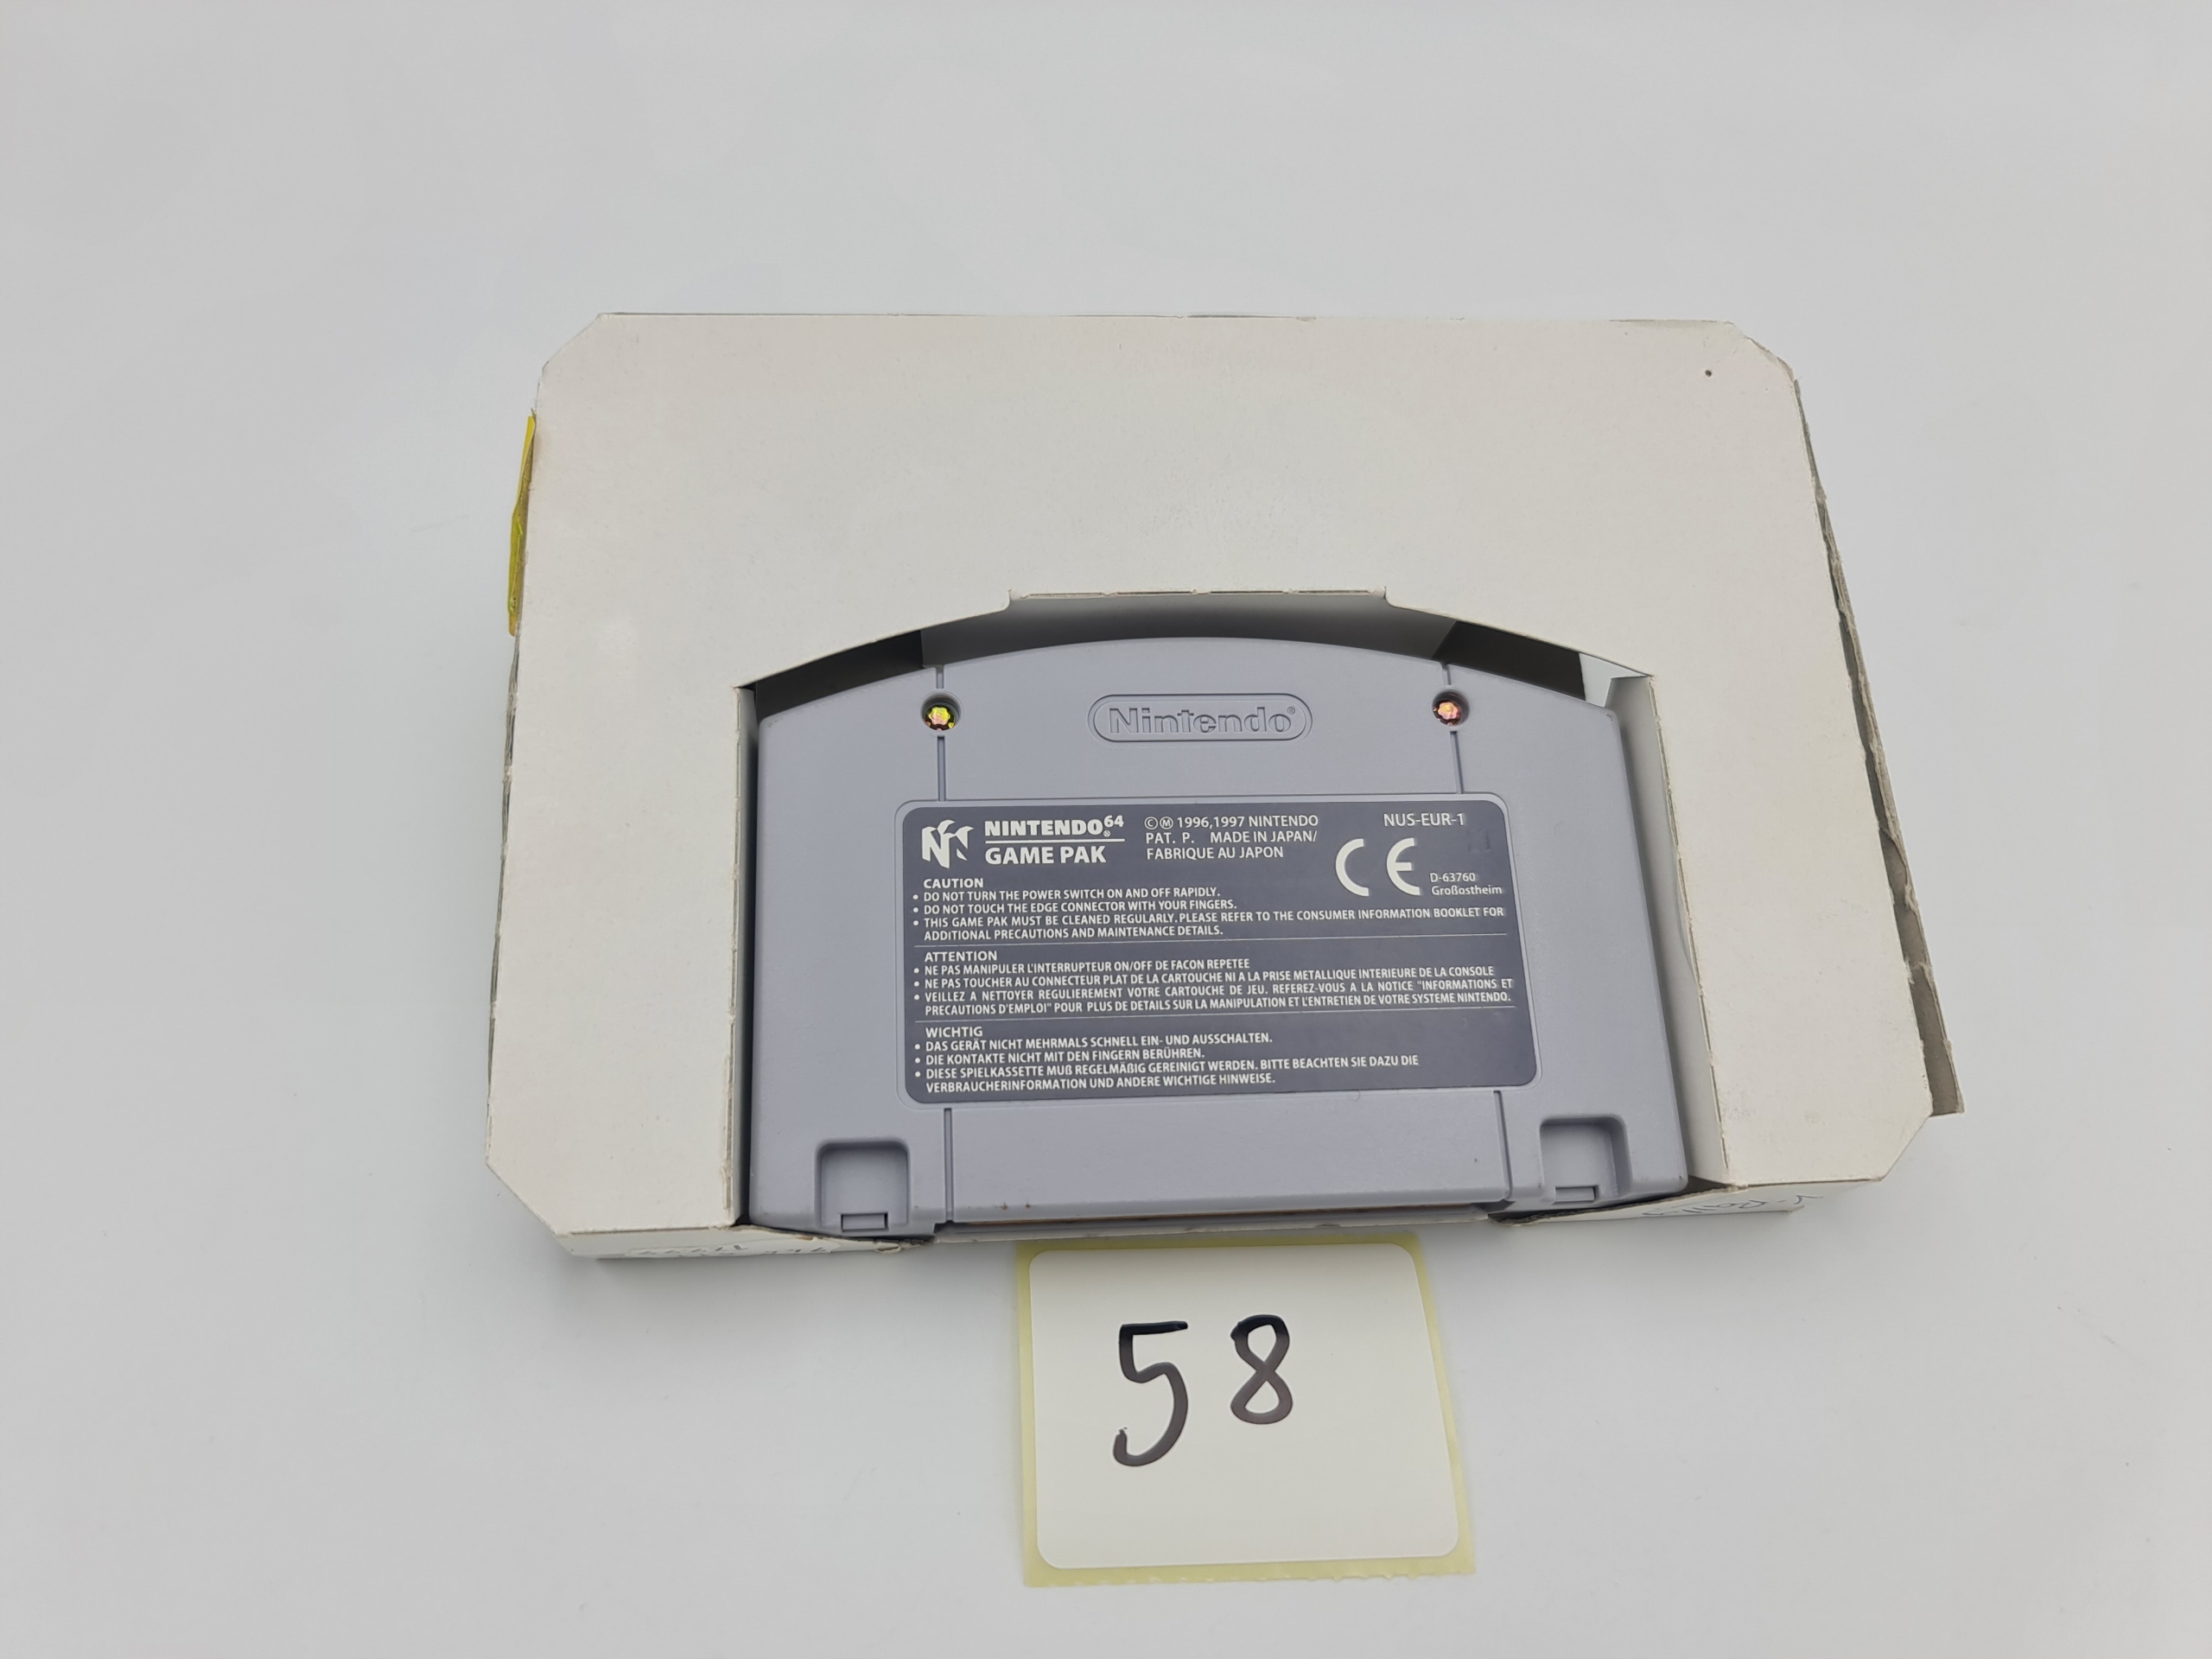 Nintendo®
NINTENDO64®
GAME PAK
©Ⓜ 1996,1997 NINTENDO
PAT. P. MADE IN JAPAN/
FABRIQUE AU JAPON
NUS-EUR-1
CE
D-63760
Großostheim
CAUTION
• DO NOT TURN THE POWER SWITCH ON AND OFF RAPIDLY.
• DO NOT TOUCH THE EDGE CONNECTOR WITH YOUR FINGERS.
• THIS GAME PAK MUST BE CLEANED REGULARLY. PLEASE REFER TO THE CONSUMER INFORMATION BOOKLET FOR
ADDITIONAL PRECAUTIONS AND MAINTENANCE DETAILS.
ATTENTION
• NE PAS MANIPULER L'INTERRUPTEUR ON/OFF DE FACON REPETEE
• NE PAS TOUCHER AU CONNECTEUR PLAT DE LA CARTOUCHE NI A LA PRISE METALLIQUE INTERIEURE DE LA CONSOLE
• VEILLEZ A NETTOYER REGULIEREMENT VOTRE CARTOUCHE DE JEU. REFEREZ-VOUS A LA NOTICE "INFORMATIONS ET
PRECAUTIONS D'EMPLOI" POUR PLUS DE DETAILS SUR LA MANIPULATION ET L'ENTRETIEN DE VOTRE SYSTEME NINTENDO.
WICHTIG
• DAS GERÄT NICHT MEHRMALS SCHNELL EIN- UND AUSSCHALTEN.
• DIE KONTAKTE NICHT MIT DEN FINGERN BERÜHREN.
• DIESE SPIELKASSETTE MUß REGELMÄßIG GEREINIGT WERDEN. BITTE BEACHTEN SIE DAZU DIE
VERBRAUCHERINFORMATION UND ANDERE WICHTIGE HINWEISE.
58